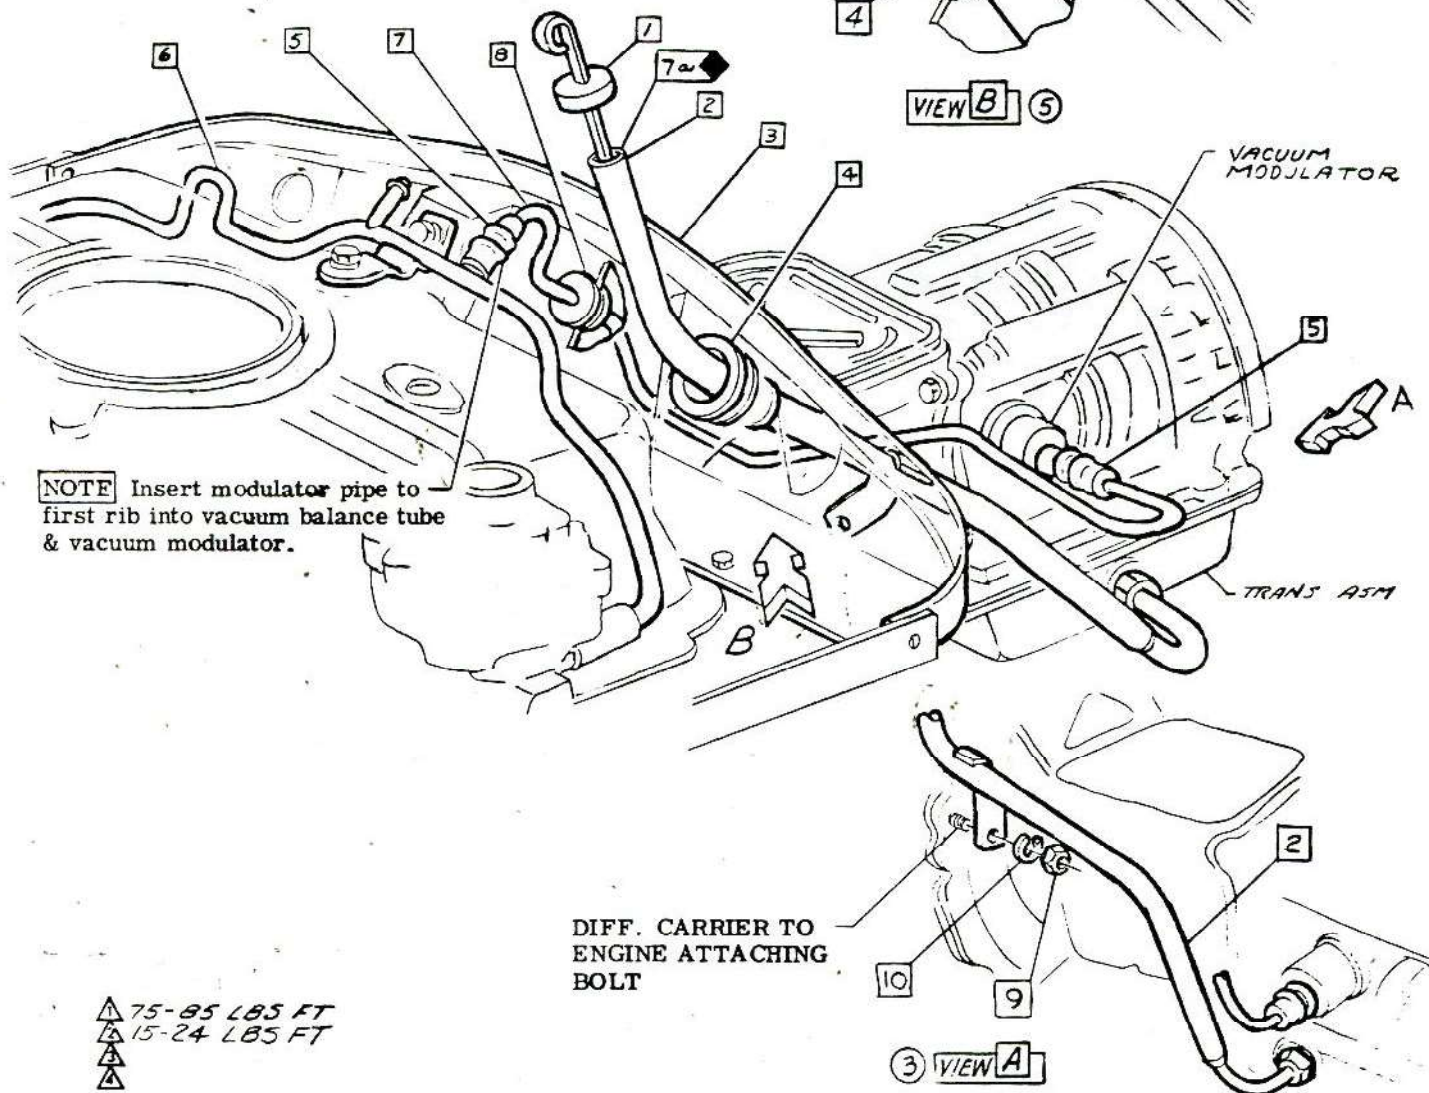 4
VIEW B 5
6
5
7
8
1
7a
2
3
4
VACUUM
MODULATOR
5
A
NOTE Insert modulator pipe to
first rib into vacuum balance tube
& vacuum modulator.
B
TRANS ASM
2
DIFF. CARRIER TO
ENGINE ATTACHING
BOLT
10
9
3 VIEW A
1 75-85 LBS FT
2 15-24 LBS FT
3
4